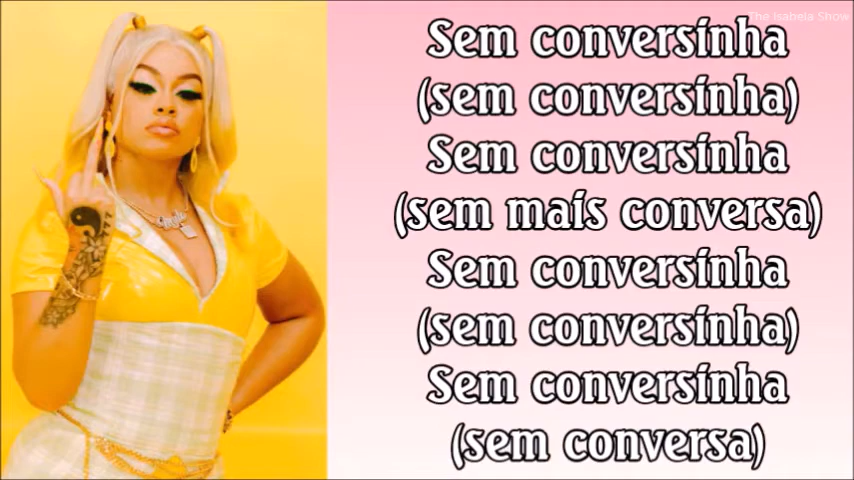 The Isabela Show
Sem conversinha
(sem conversinha)
Sem conversinha
(sem mais conversa)
Sem conversinha
(sem conversinha)
Sem conversinha
(sem conversa)